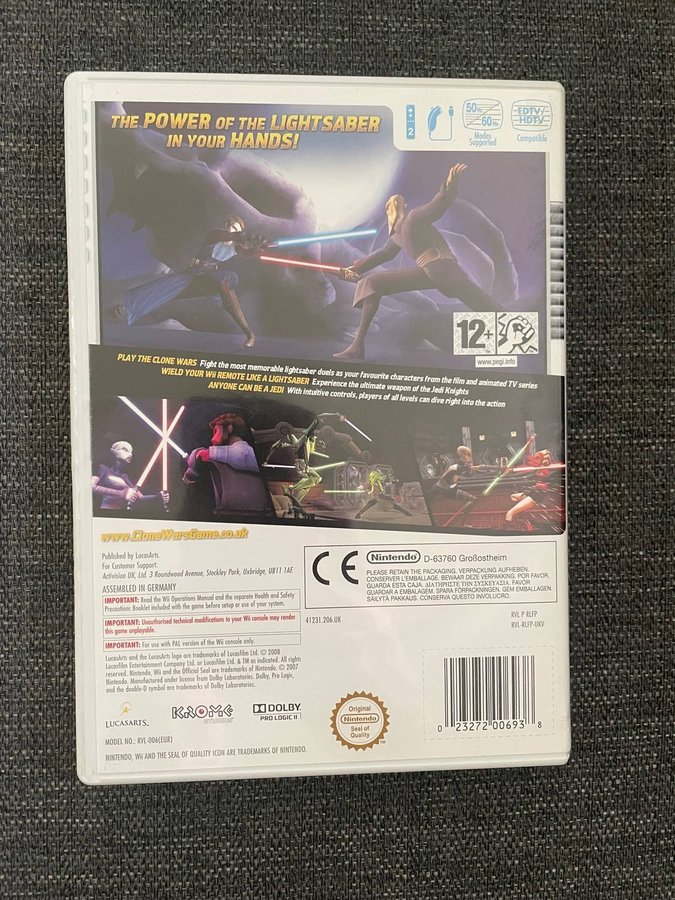 THE POWER OF THE LIGHTSABER
IN YOUR HANDS!
2
50Hz
60Hz
Modes
Supported
EDTV/
HDTV
Compatible
12+
www.pegi.info
PLAY THE CLONE WARS Fight the most memorable lightsaber duels as your favourite characters from the film and animated TV series
WIELD YOUR Wii REMOTE LIKE A LIGHTSABER Experience the ultimate weapon of the Jedi Knights
ANYONE CAN BE A JEDI With intuitive controls, players of all levels can dive right into the action
www.CloneWarsGame.co.uk
Published by LucasArts.
For Customer Support:
Activision UK, Ltd. 3 Roundwood Avenue, Stockley Park, Uxbridge, UB11 1AE
ASSEMBLED IN GERMANY
IMPORTANT: Read the Wii Operations Manual and the separate Health and Safety
Precautions Booklet included with the game before setup or use of your system.
IMPORTANT: Unauthorised technical modifications to your Wii console may render
this game unplayable.
IMPORTANT: For use with PAL version of the Wii console only.
LucasArts and the LucasArts logo are trademarks of Lucasfilm Ltd. © 2008
Lucasfilm Entertainment Company Ltd. or Lucasfilm Ltd. & TM as indicated. All rights
reserved. Nintendo, Wii and the Official Seal are trademarks of Nintendo. © 2007
Nintendo. Manufactured under license from Dolby Laboratories. Dolby, Pro Logic,
and the double-D symbol are trademarks of Dolby Laboratories.
CE
Nintendo D-63760 Großostheim
PLEASE RETAIN THE PACKAGING. VERPACKUNG AUFHEBEN.
CONSERVER L'EMBALLAGE. BEWAAR DEZE VERPAKKING. POR FAVOR,
GUARDA ESTA CAJA. ΔΙΑΤΗΡΗΣΤΕ ΤΗΝ ΣΥΣΚΕΥΑΣΙΑ. FAVOR
GUARDAR A EMBALAGEM. SPARA FÖRPACKNINGEN. GEM EMBALLAGEN.
SÄILYTÄ PAKKAUS. CONSERVA QUESTO INVOLUCRO.
41231.206.UK
RVL P RLFP
RVL-RLFP-UKV
LUCASARTS.
KROME
STUDIOS
DOLBY
PRO LOGIC II
Original
Nintendo
Seal of
Quality
0 23272 00693 8
MODEL NO.: RVL-006(EUR)
NINTENDO, Wii AND THE SEAL OF QUALITY ICON ARE TRADEMARKS OF NINTENDO.